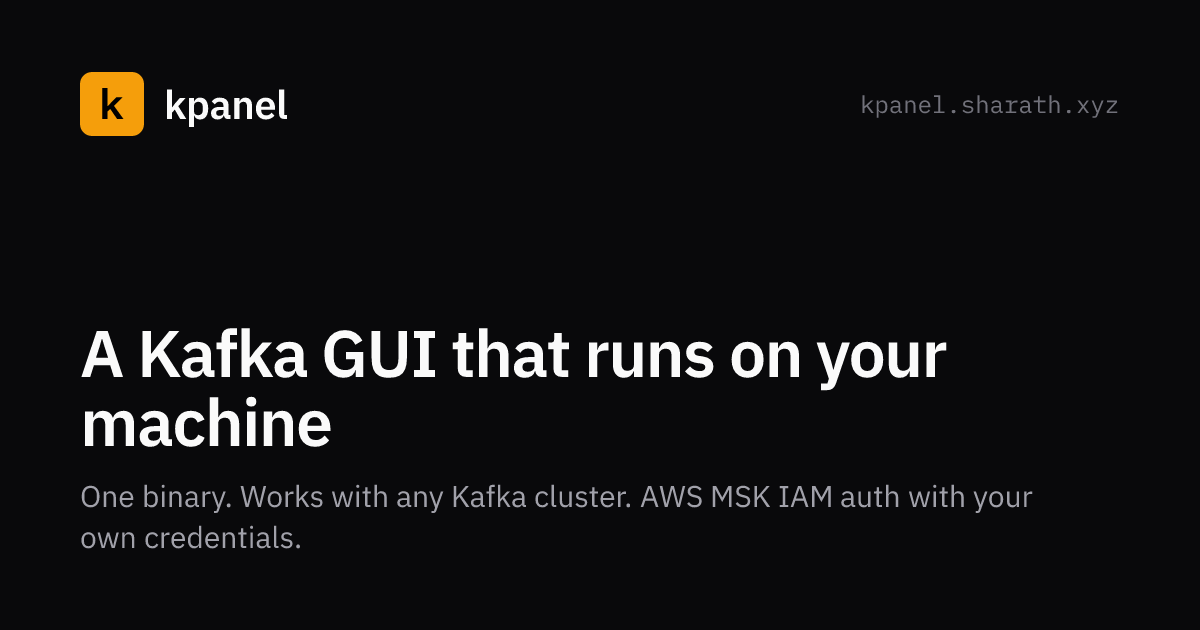 k kpanel
kpanel.sharath.xyz
A Kafka GUI that runs on your
machine
One binary. Works with any Kafka cluster. AWS MSK IAM auth with your
own credentials.